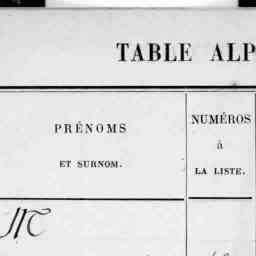 TABLE ALP
PRÉNOMS
ET SURNOM.
NUMÉROS
à
LA LISTE.
M